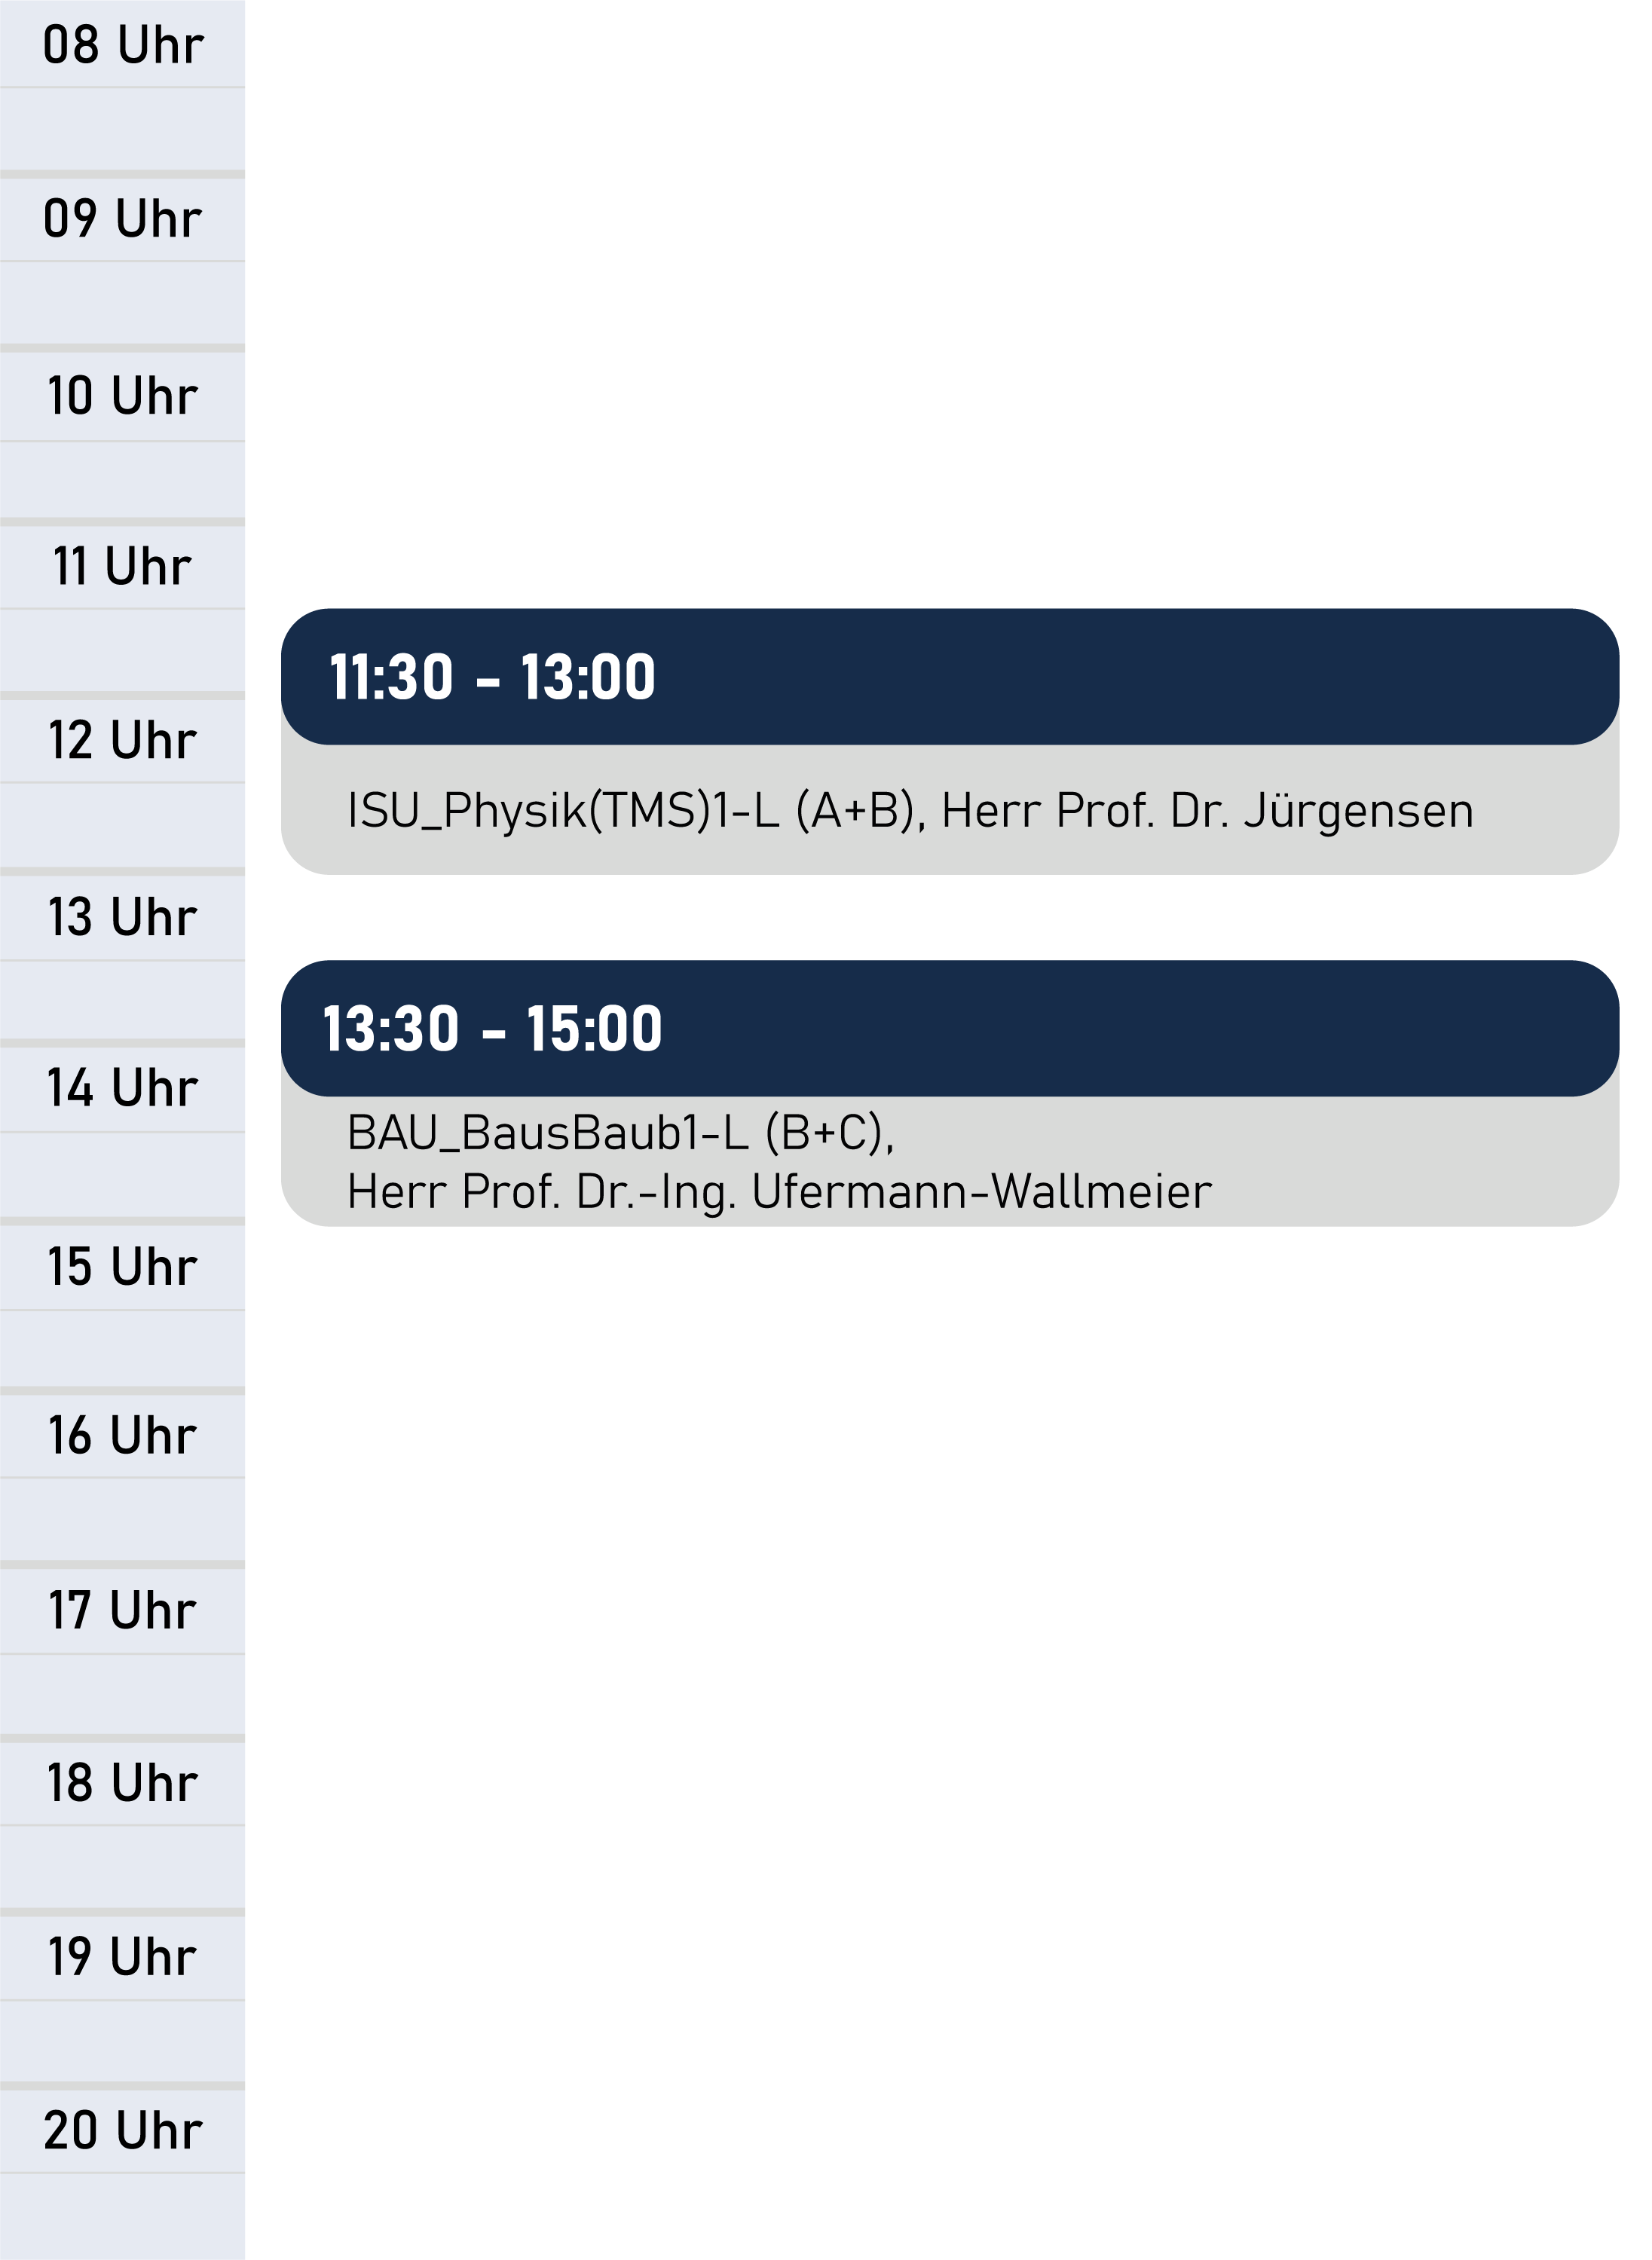 08 Uhr
09 Uhr
10 Uhr
11 Uhr
11:30 - 13:00
12 Uhr
ISU_Physik(TMS)1-L (A+B), Herr Prof. Dr. Jürgensen
13 Uhr
13:30 - 15:00
14 Uhr
BAU_BausBaub1-L (B+C),
Herr Prof. Dr.-Ing. Ufermann-Wallmeier
15 Uhr
16 Uhr
17 Uhr
18 Uhr
19 Uhr
20 Uhr